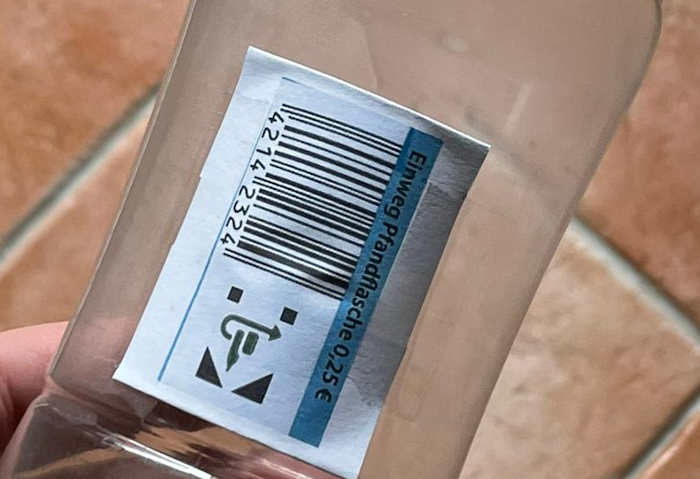 Einweg Pfandflasche 0,25 €
4214 2324